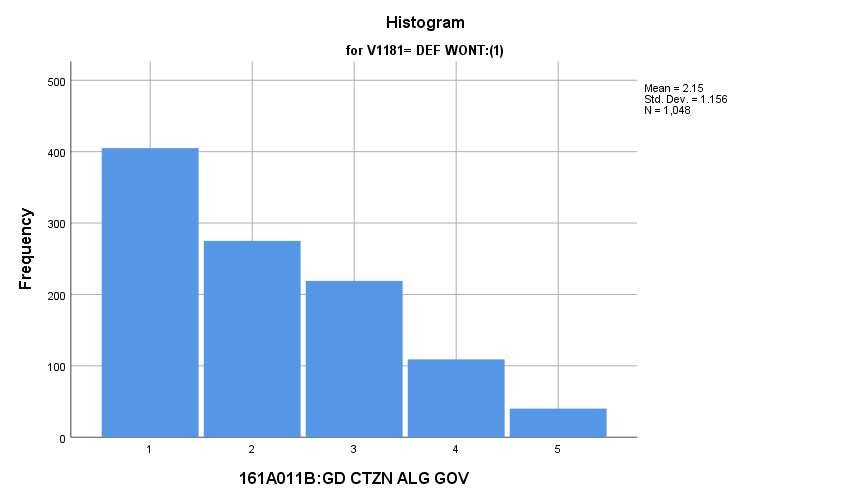 Histogram
for V1181= DEF WONT:(1)
Mean = 2.15
Std. Dev. = 1.156
N = 1,048
500
400
300
200
100
0
Frequency
1 2 3 4 5
161A011B:GD CTZN ALG GOV